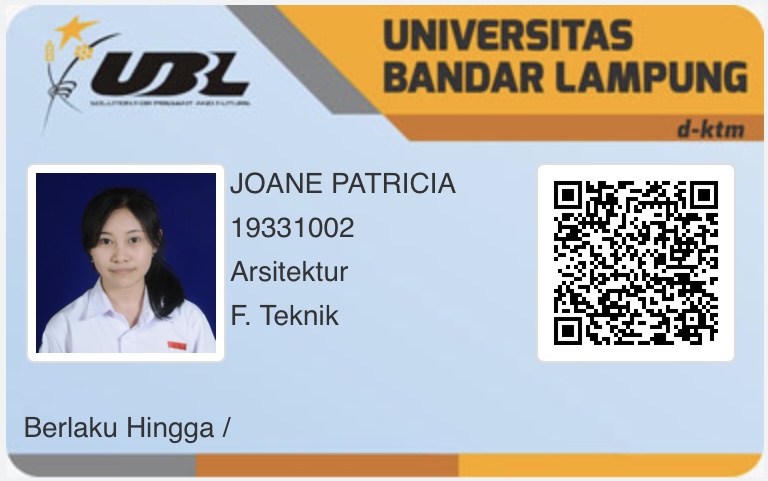 UBL
SOLUTION FOR PRESENT AND FUTURE
UNIVERSITAS
BANDAR LAMPUNG
d-ktm
JOANE PATRICIA
19331002
Arsitektur
F. Teknik
Berlaku Hingga /